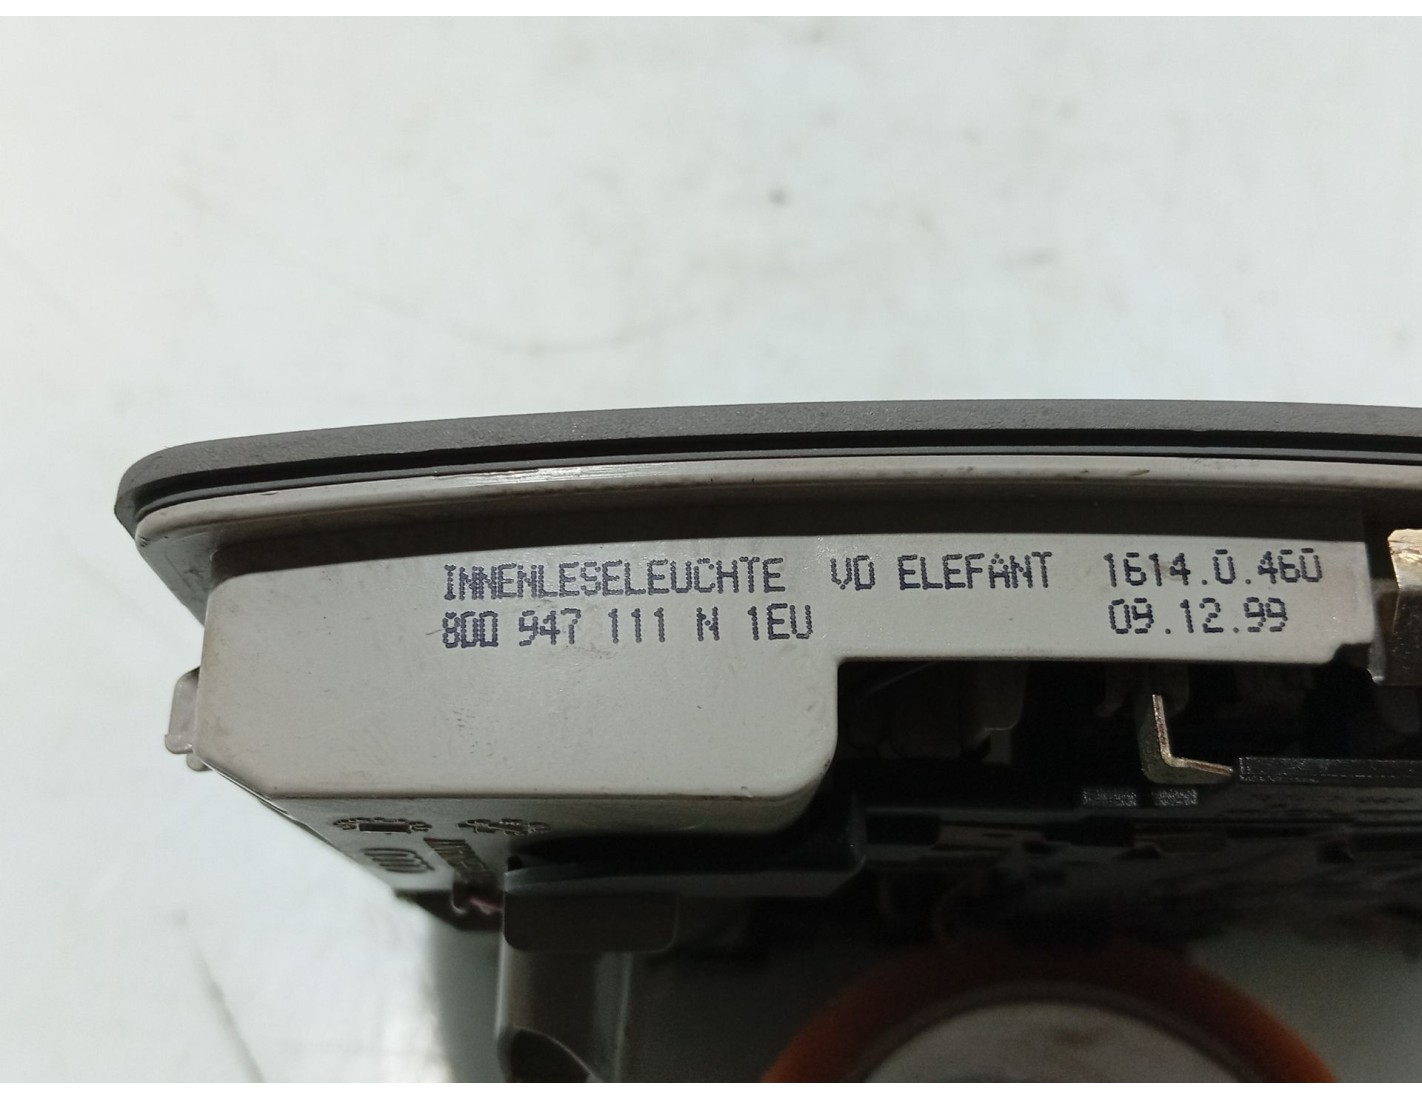 INNENLESELEUCHTE VD ELEFANT 1614.0.460
8D0 947 111 N 1EU 09.12.99